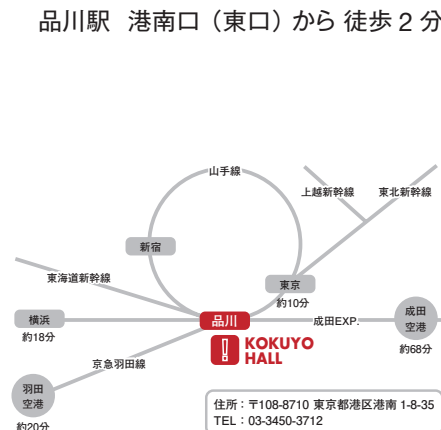 品川駅 港南口（東口）から 徒歩 2 分
山手線
上越新幹線
東北新幹線
新宿
東海道新幹線
東京
約10分
横浜
約18分
品川
成田EXP.
成田
空港
約68分
KOKUYO
HALL
京急羽田線
羽田
空港
約20分
住所：〒108-8710 東京都港区港南 1-8-35
TEL：03-3450-3712